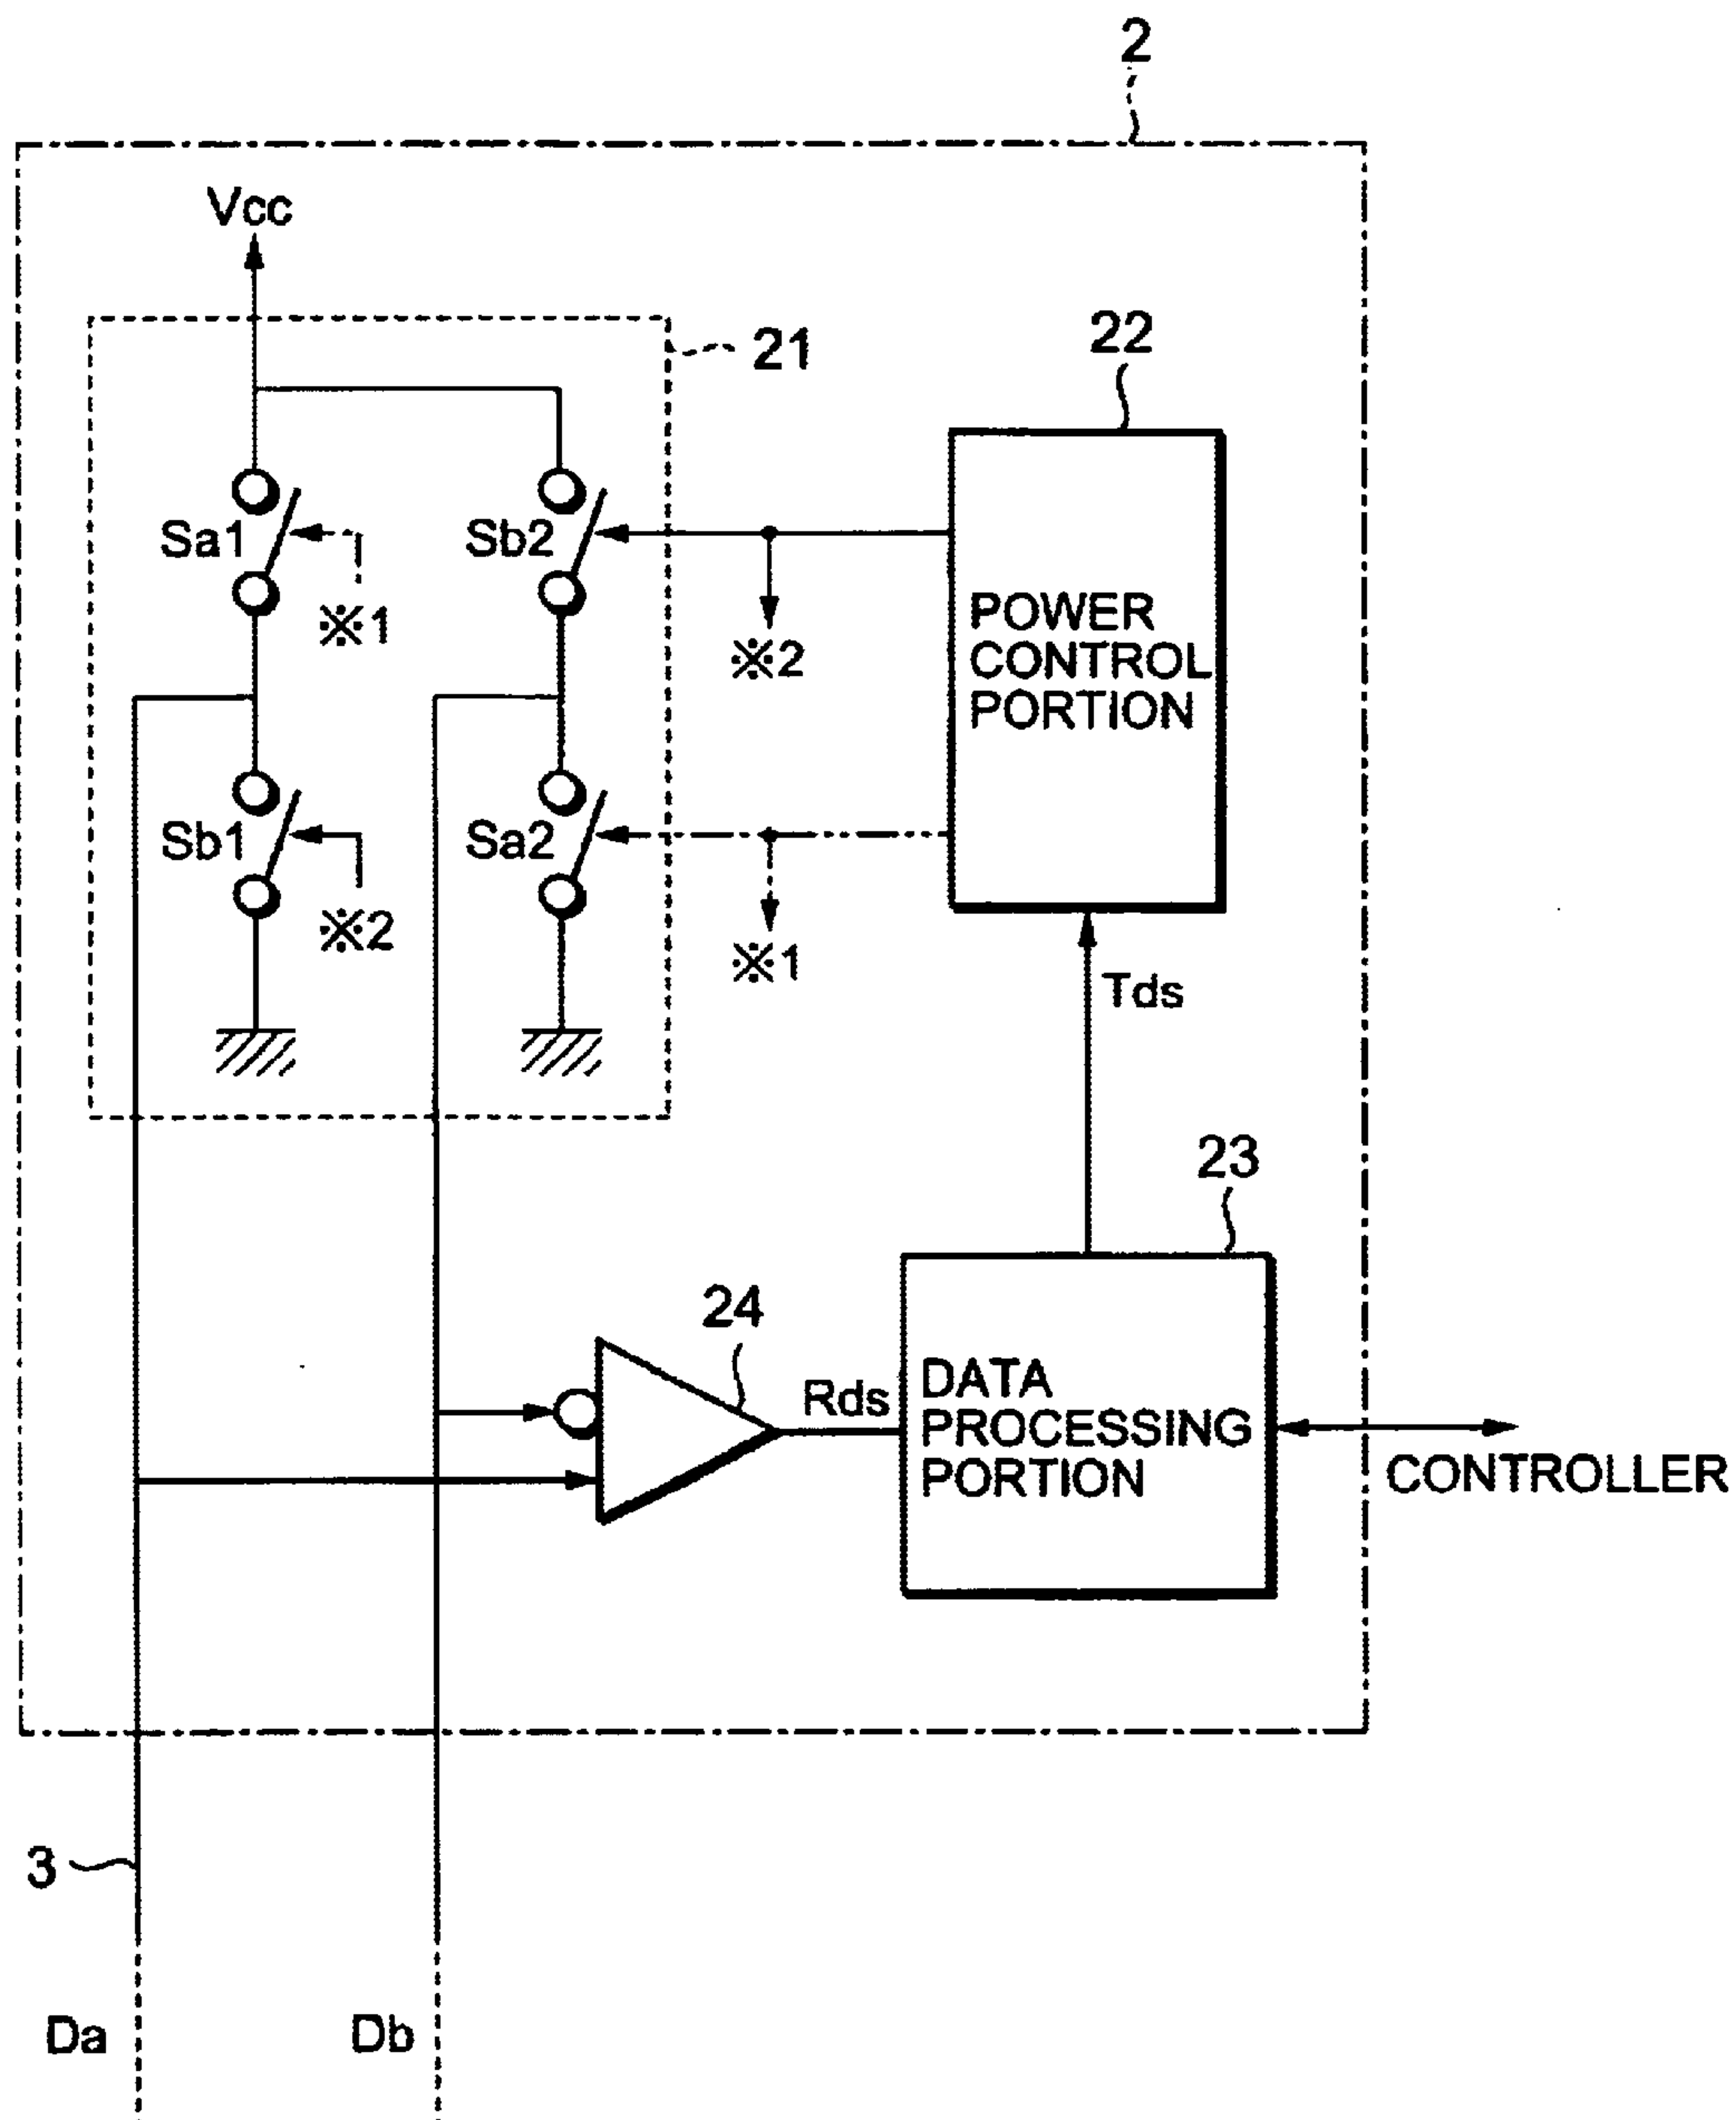 2
Vcc
21
22
Sa1
Sb2
※1
※2
POWER
CONTROL
PORTION
Sb1
Sa2
※2
※1
Tds
23
24
Rds
DATA
PROCESSING
PORTION
CONTROLLER
3
Da
Db